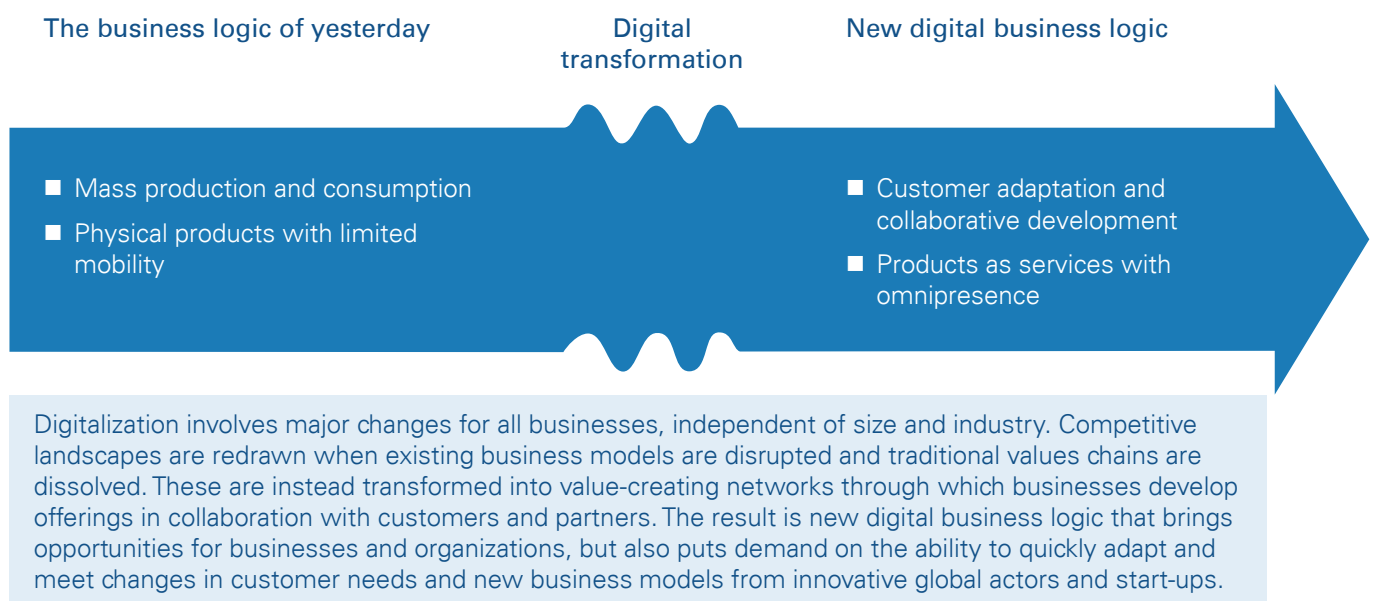 The business logic of yesterday
Digital
transformation
New digital business logic
■ Mass production and consumption
■ Physical products with limited
mobility
■ Customer adaptation and
collaborative development
■ Products as services with
omnipresence
Digitalization involves major changes for all businesses, independent of size and industry. Competitive
landscapes are redrawn when existing business models are disrupted and traditional values chains are
dissolved. These are instead transformed into value-creating networks through which businesses develop
offerings in collaboration with customers and partners. The result is new digital business logic that brings
opportunities for businesses and organizations, but also puts demand on the ability to quickly adapt and
meet changes in customer needs and new business models from innovative global actors and start-ups.